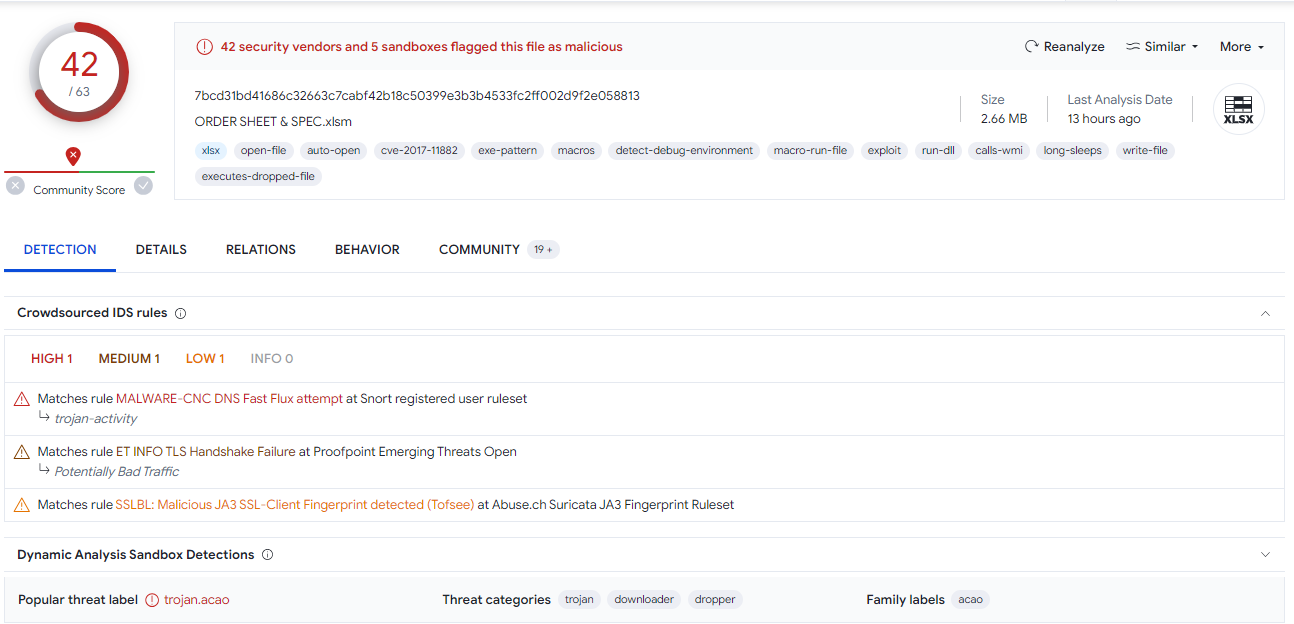 42
/ 63
Community Score
42 security vendors and 5 sandboxes flagged this file as malicious
Reanalyze
Similar
More
7bcd31bd41686c32663c7cabf42b18c50399e3b3b4533fc2ff002d9f2e058813
ORDER SHEET & SPEC.xlsm
Size
2.66 MB
Last Analysis Date
13 hours ago
XLSX
xlsx open-file auto-open cve-2017-11882 exe-pattern macros detect-debug-environment macro-run-file exploit run-dll calls-wmi long-sleeps write-file
executes-dropped-file
DETECTION DETAILS RELATIONS BEHAVIOR COMMUNITY 19 +
Crowdsourced IDS rules
HIGH 1 MEDIUM 1 LOW 1 INFO 0
Matches rule MALWARE-CNC DNS Fast Flux attempt at Snort registered user ruleset
trojan-activity
Matches rule ET INFO TLS Handshake Failure at Proofpoint Emerging Threats Open
Potentially Bad Traffic
Matches rule SSLBL: Malicious JA3 SSL-Client Fingerprint detected (Tofsee) at Abuse.ch Suricata JA3 Fingerprint Ruleset
Dynamic Analysis Sandbox Detections
Popular threat label trojan.acao Threat categories trojan downloader dropper Family labels acao